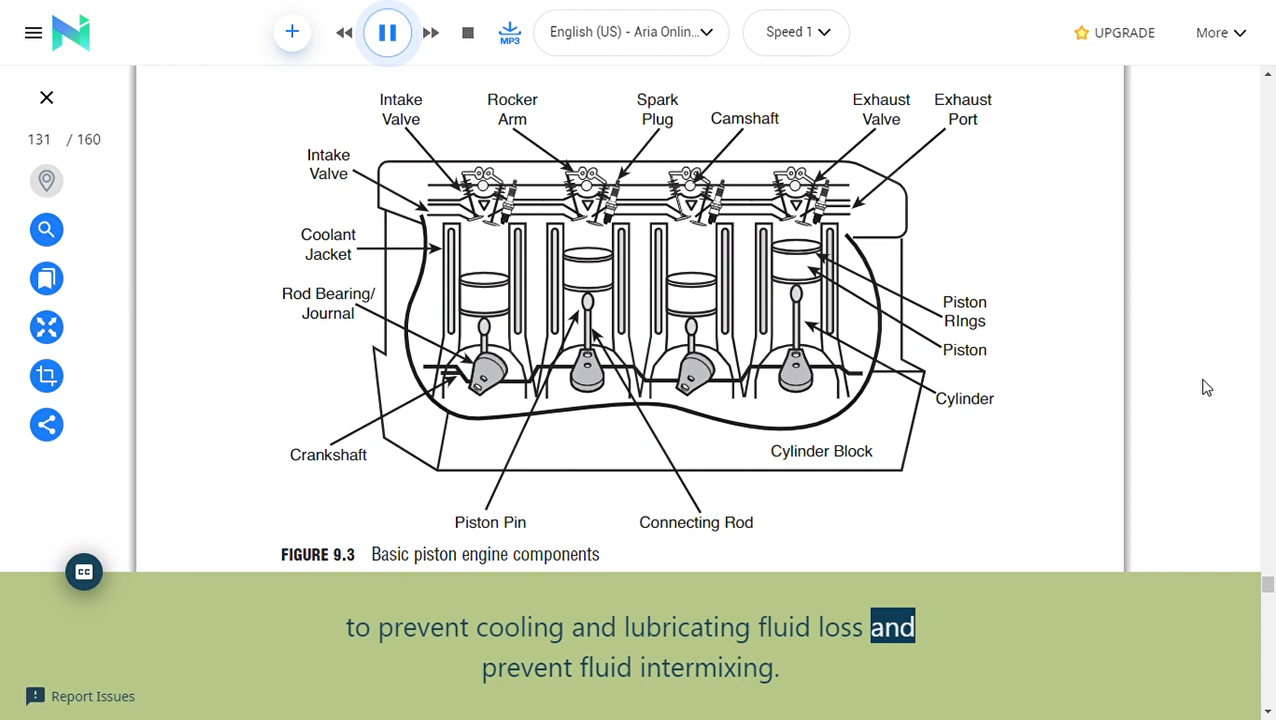 MP3
English (US) - Aria Onlin...
Speed 1
UPGRADE
More
131 / 160
Intake
Valve
Rocker
Arm
Spark
Plug
Camshaft
Exhaust
Valve
Exhaust
Port
Intake
Valve
Coolant
Jacket
Rod Bearing/
Journal
Piston
RIngs
Piston
Cylinder
Crankshaft
Cylinder Block
Piston Pin
Connecting Rod
FIGURE 9.3 Basic piston engine components
CC
to prevent cooling and lubricating fluid loss and
prevent fluid intermixing.
Report Issues